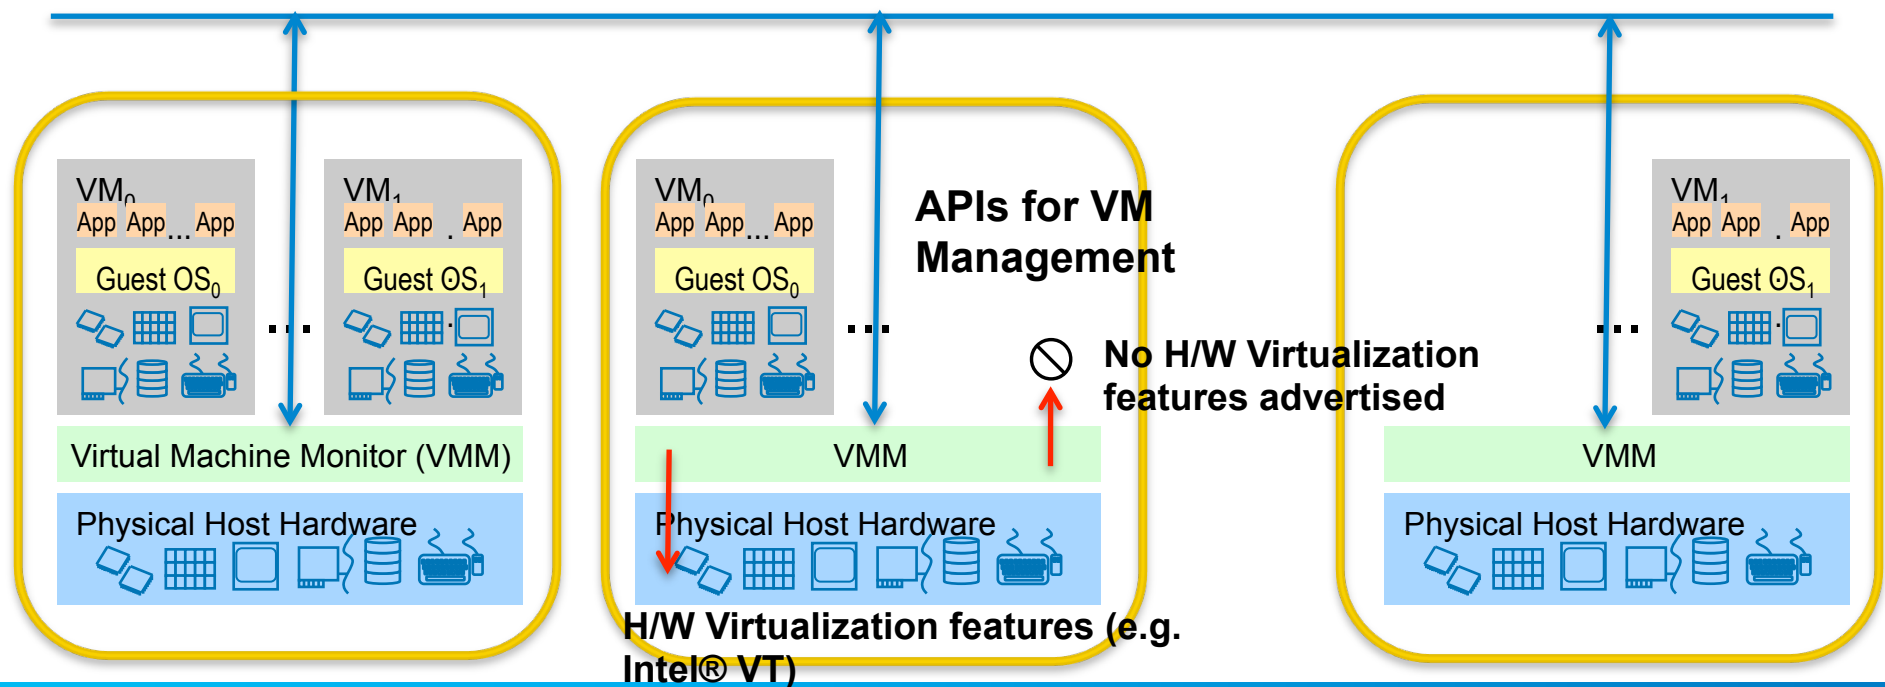 VM0
App App... App
Guest OS0
...
Virtual Machine Monitor (VMM)
Physical Host Hardware
VM1
App App . App
Guest OS1
VM0
App App... App
Guest OS0
...
APIs for VM
Management
No H/W Virtualization
features advertised
VMM
Physical Host Hardware
H/W Virtualization features (e.g.
Intel® VT)
...
VM1
App App . App
Guest OS1
VMM
Physical Host Hardware